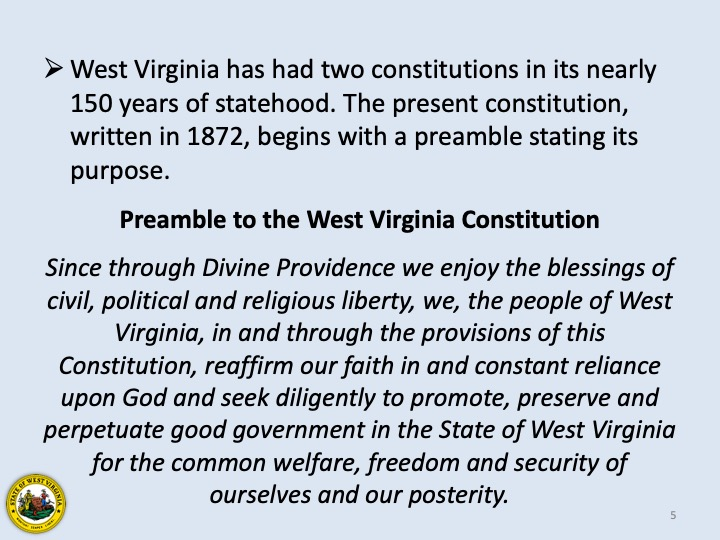 ➢ West Virginia has had two constitutions in its nearly
150 years of statehood. The present constitution,
written in 1872, begins with a preamble stating its
purpose.
Preamble to the West Virginia Constitution
Since through Divine Providence we enjoy the blessings of
civil, political and religious liberty, we, the people of West
Virginia, in and through the provisions of this
Constitution, reaffirm our faith in and constant reliance
upon God and seek diligently to promote, preserve and
perpetuate good government in the State of West Virginia
for the common welfare, freedom and security of
ourselves and our posterity.
STATE OF WEST VIRGINIA
5